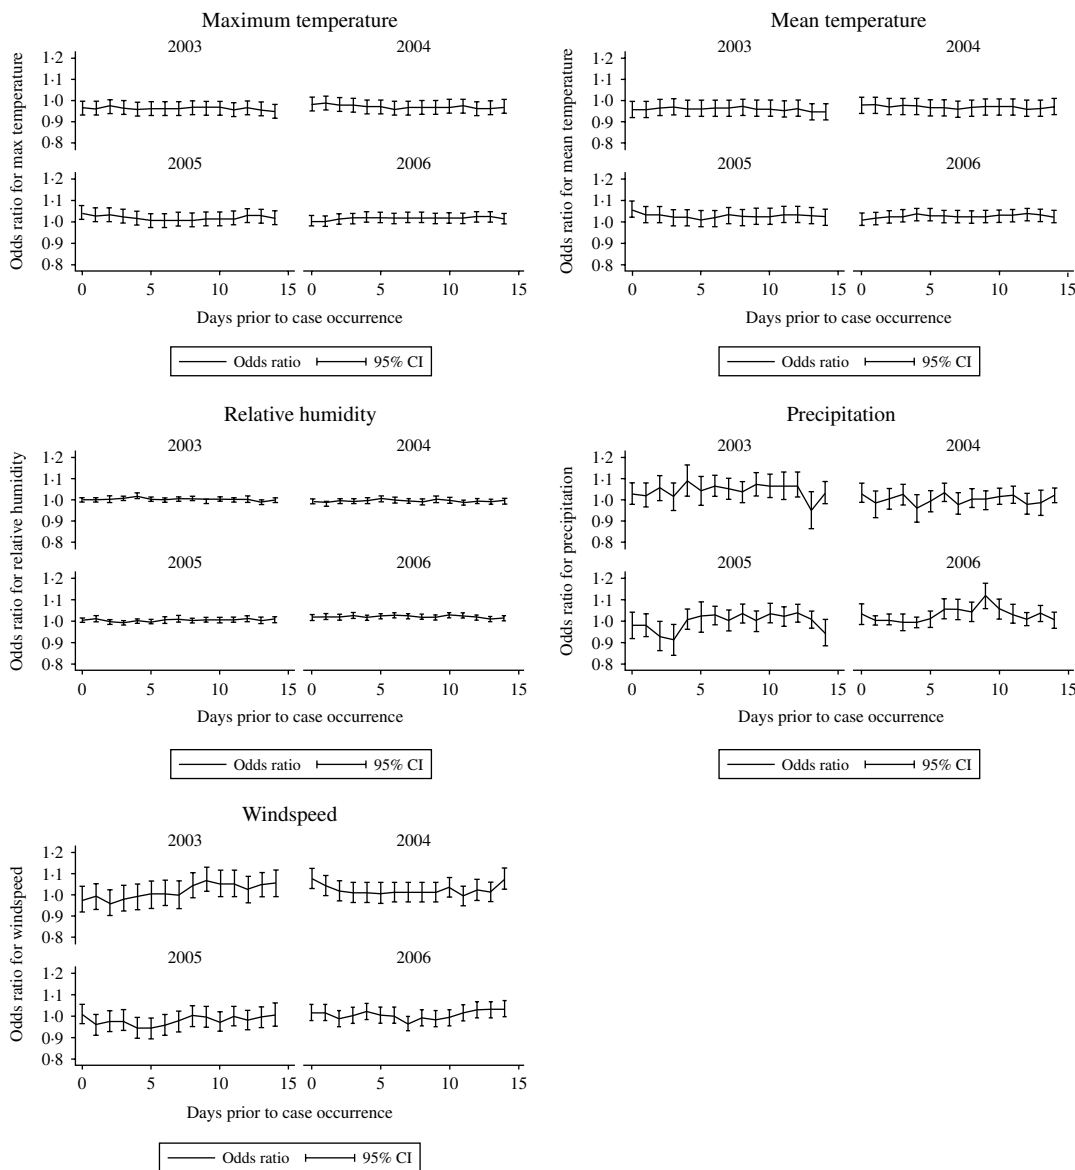 Maximum temperature
Odds ratio for max temperature
2003
2004
1·2
1·1
1·0
0·9
0·8
2005
2006
1·2
1·1
1·0
0·9
0·8
0 5 10 15 0 5 10 15
Days prior to case occurrence
Odds ratio 95% CI
Mean temperature
Odds ratio for mean temperature
2003
2004
1·2
1·1
1·0
0·9
0·8
2005
2006
1·2
1·1
1·0
0·9
0·8
0 5 10 15 0 5 10 15
Days prior to case occurrence
Odds ratio 95% CI
Relative humidity
Odds ratio for relative humidity
2003
2004
1·2
1·1
1·0
0·9
0·8
2005
2006
1·2
1·1
1·0
0·9
0·8
0 5 10 15 0 5 10 15
Days prior to case occurrence
Odds ratio 95% CI
Precipitation
Odds ratio for precipitation
2003
2004
1·2
1·1
1·0
0·9
0·8
2005
2006
1·2
1·1
1·0
0·9
0·8
0 5 10 15 0 5 10 15
Days prior to case occurrence
Odds ratio 95% CI
Windspeed
Odds ratio for windspeed
2003
2004
1·2
1·1
1·0
0·9
0·8
2005
2006
1·2
1·1
1·0
0·9
0·8
0 5 10 15 0 5 10 15
Days prior to case occurrence
Odds ratio 95% CI